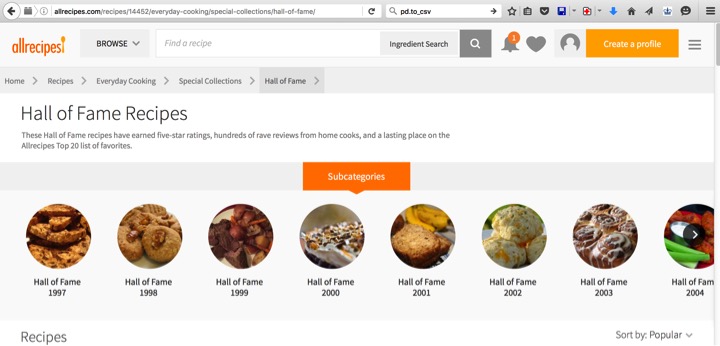 allrecipes.com/recipes/14452/everyday-cooking/special-collections/hall-of-fame/
pd.to_csv
allrecipes
BROWSE
Find a recipe
Ingredient Search
1
Create a profile
Home
Recipes
Everyday Cooking
Special Collections
Hall of Fame
Hall of Fame Recipes
These Hall of Fame recipes have earned five-star ratings, hundreds of rave reviews from home cooks, and a lasting place on the
Allrecipes Top 20 list of favorites.
Subcategories
Hall of Fame
1997
Hall of Fame
1998
Hall of Fame
1999
Hall of Fame
2000
Hall of Fame
2001
Hall of Fame
2002
Hall of Fame
2003
Hall of Fam
2004
Recipes
Sort by: Popular